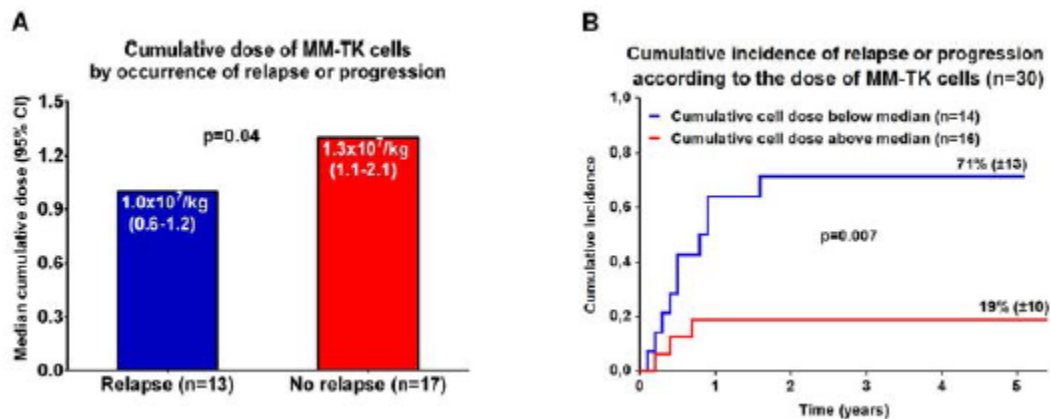 A
Cumulative dose of MM-TK cells
by occurrence of relapse or progression
Median cumulative dose (95% CI)
1.5
1.2
0.9
0.6
0.3
0.0
p=0.04
1.0x10⁷/kg
(0.6-1.2)
1.3x10⁷/kg
(1.1-2.1)
Relapse (n=13)
No relapse (n=17)
B
Cumulative incidence of relapse or progression
according to the dose of MM-TK cells (n=30)
Cumulative incidence
1,0
0,8
0,6
0,4
0,2
0,0
Cumulative cell dose below median (n=14)
Cumulative cell dose above median (n=16)
71% (±13)
p=0.007
19% (±10)
0 1 2 3 4 5
Time (years)